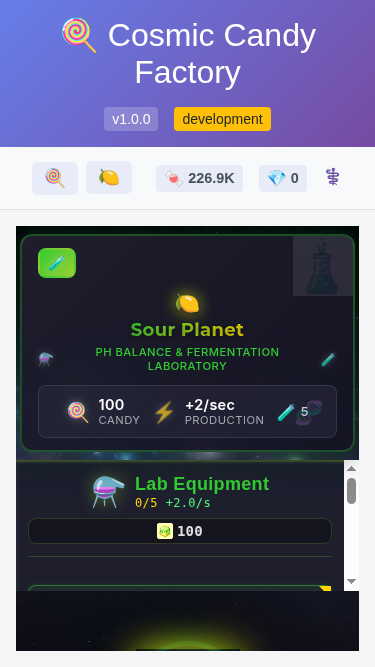 Cosmic Candy
Factory
v1.0.0 development
226.9K 0
Sour Planet
PH BALANCE & FERMENTATION
LABORATORY
100 +2/sec 5
CANDY PRODUCTION
Lab Equipment
0/5 +2.0/s
100